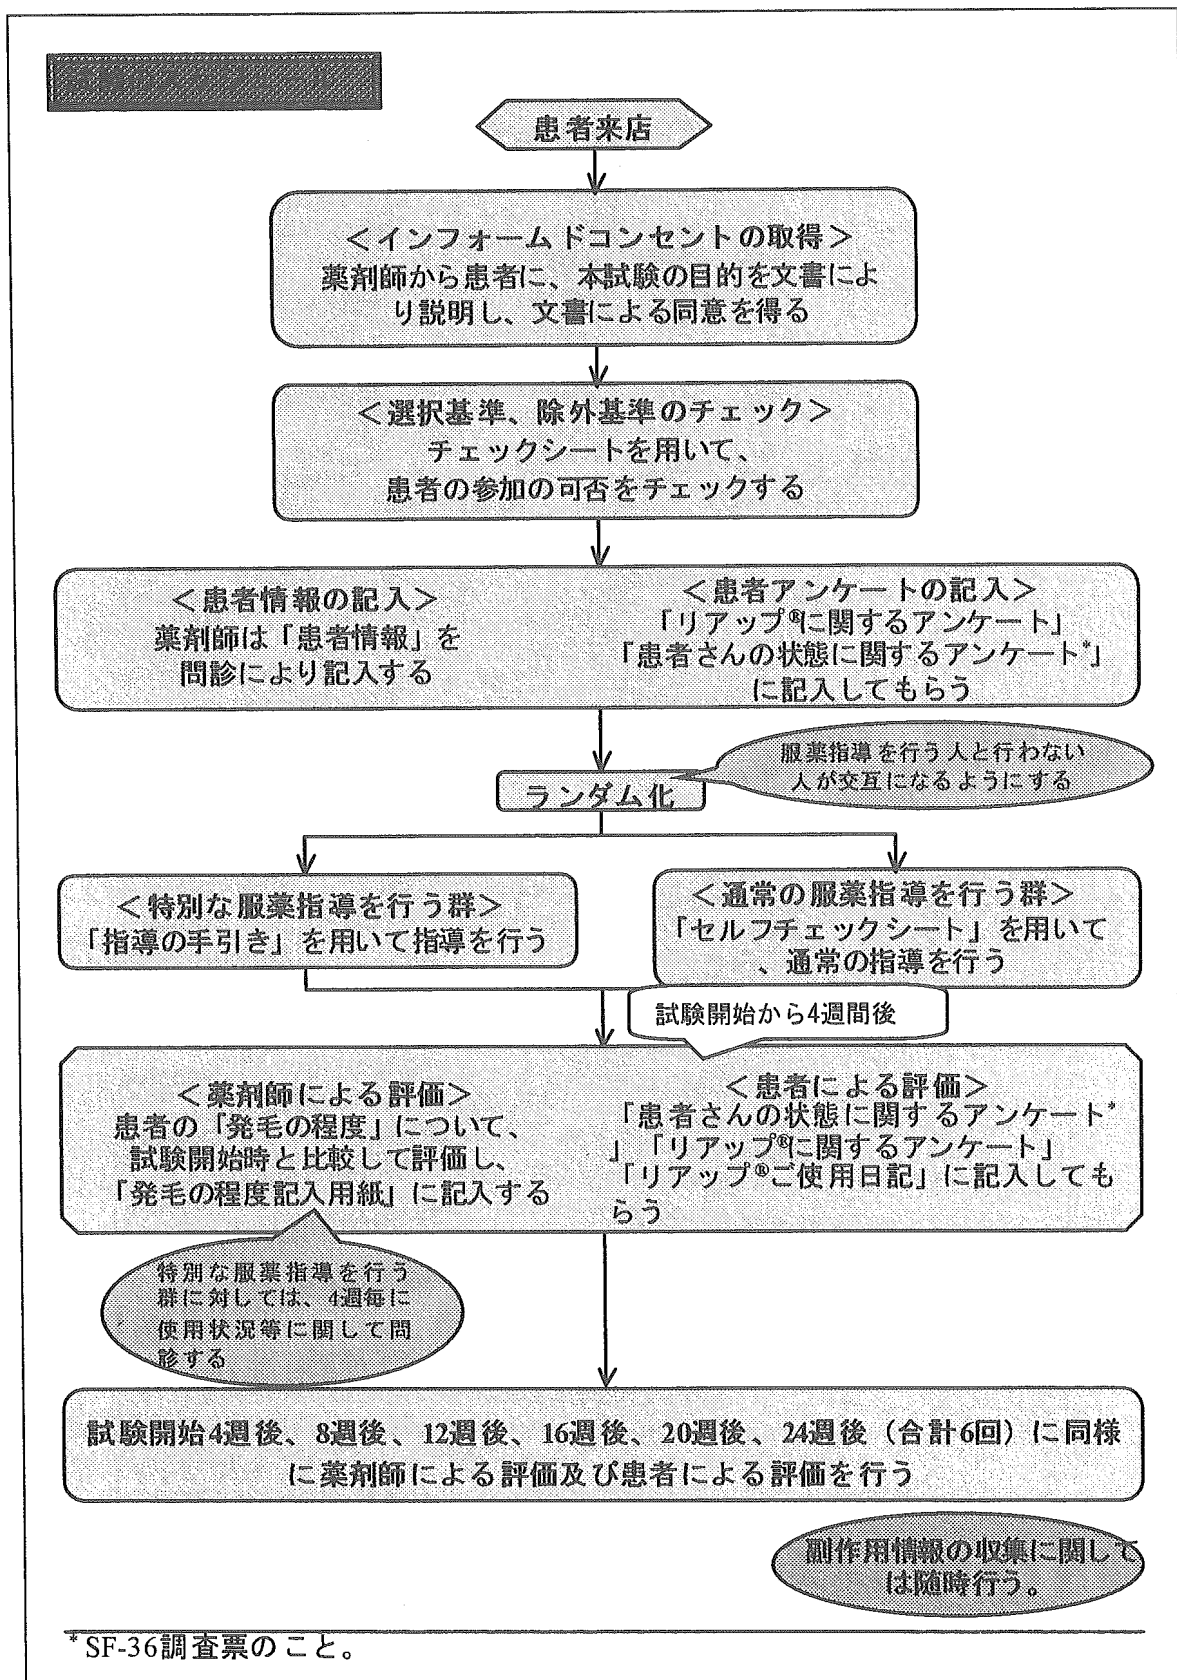 患者来店
＜インフォームドコンセントの取得＞
薬剤師から患者に、本試験の目的を文書によ
り説明し、文書による同意を得る
＜選択基準、除外基準のチェック＞
チェックシートを用いて、
患者の参加の可否をチェックする
＜患者情報の記入＞
薬剤師は「患者情報」を
問診により記入する
＜患者アンケートの記入＞
「リアップ®に関するアンケート」
「患者さんの状態に関するアンケート*」
に記入してもらう
服薬指導を行う人と行わない
人が交互になるようにする
ランダム化
＜特別な服薬指導を行う群＞
「指導の手引き」を用いて指導を行う
＜通常の服薬指導を行う群＞
「セルフチェックシート」を用いて
、通常の指導を行う
試験開始から4週間後
＜薬剤師による評価＞
患者の「発毛の程度」について、
試験開始時と比較して評価し、
「発毛の程度記入用紙」に記入する
＜患者による評価＞
「患者さんの状態に関するアンケート*
」「リアップ®に関するアンケート」
「リアップ®ご使用日記」に記入しても
らう
特別な服薬指導を行う
群に対しては、4週毎に
使用状況等に関して問
診する
試験開始4週後、8週後、12週後、16週後、20週後、24週後（合計6回）に同様
に薬剤師による評価及び患者による評価を行う
副作用情報の収集に関して
は随時行う。
*SF-36調査票のこと。